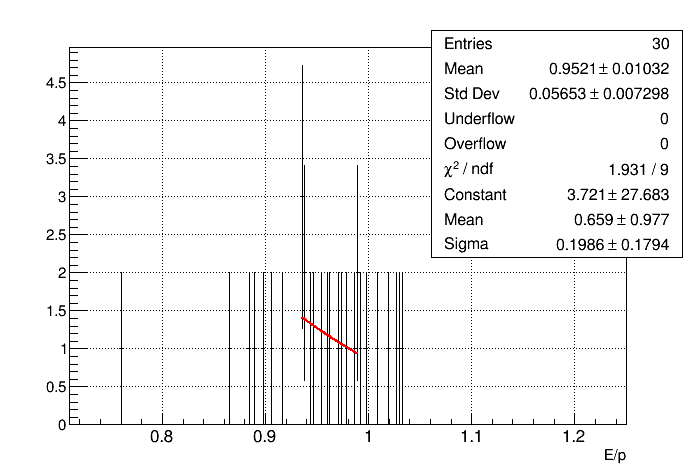 Entries 30
Mean 0.9521 ± 0.01032
Std Dev 0.05653 ± 0.007298
Underflow 0
Overflow 0
χ² / ndf 1.931 / 9
Constant 3.721 ± 27.683
Mean 0.659 ± 0.977
Sigma 0.1986 ± 0.1794
4.5
4
3.5
3
2.5
2
1.5
1
0.5
0
0.8 0.9 1 1.1 1.2
E/p